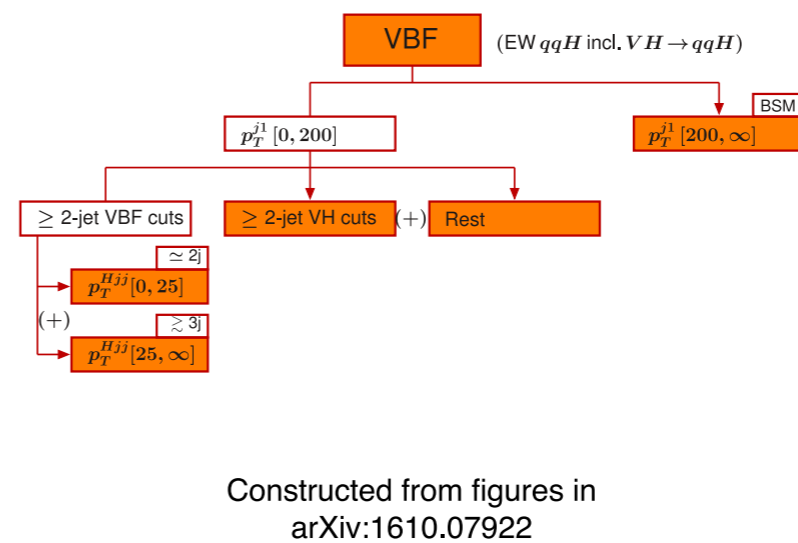 VBF
(EW qqH incl. VH → qqH)
BSM
p_T^{j1} [0, 200]
p_T^{j1} [200, ∞]
≥ 2-jet VBF cuts
≥ 2-jet VH cuts
(+)
Rest
≃ 2j
p_T^{Hjj} [0, 25]
(+)
≳ 3j
p_T^{Hjj} [25, ∞]
Constructed from figures in
arXiv:1610.07922